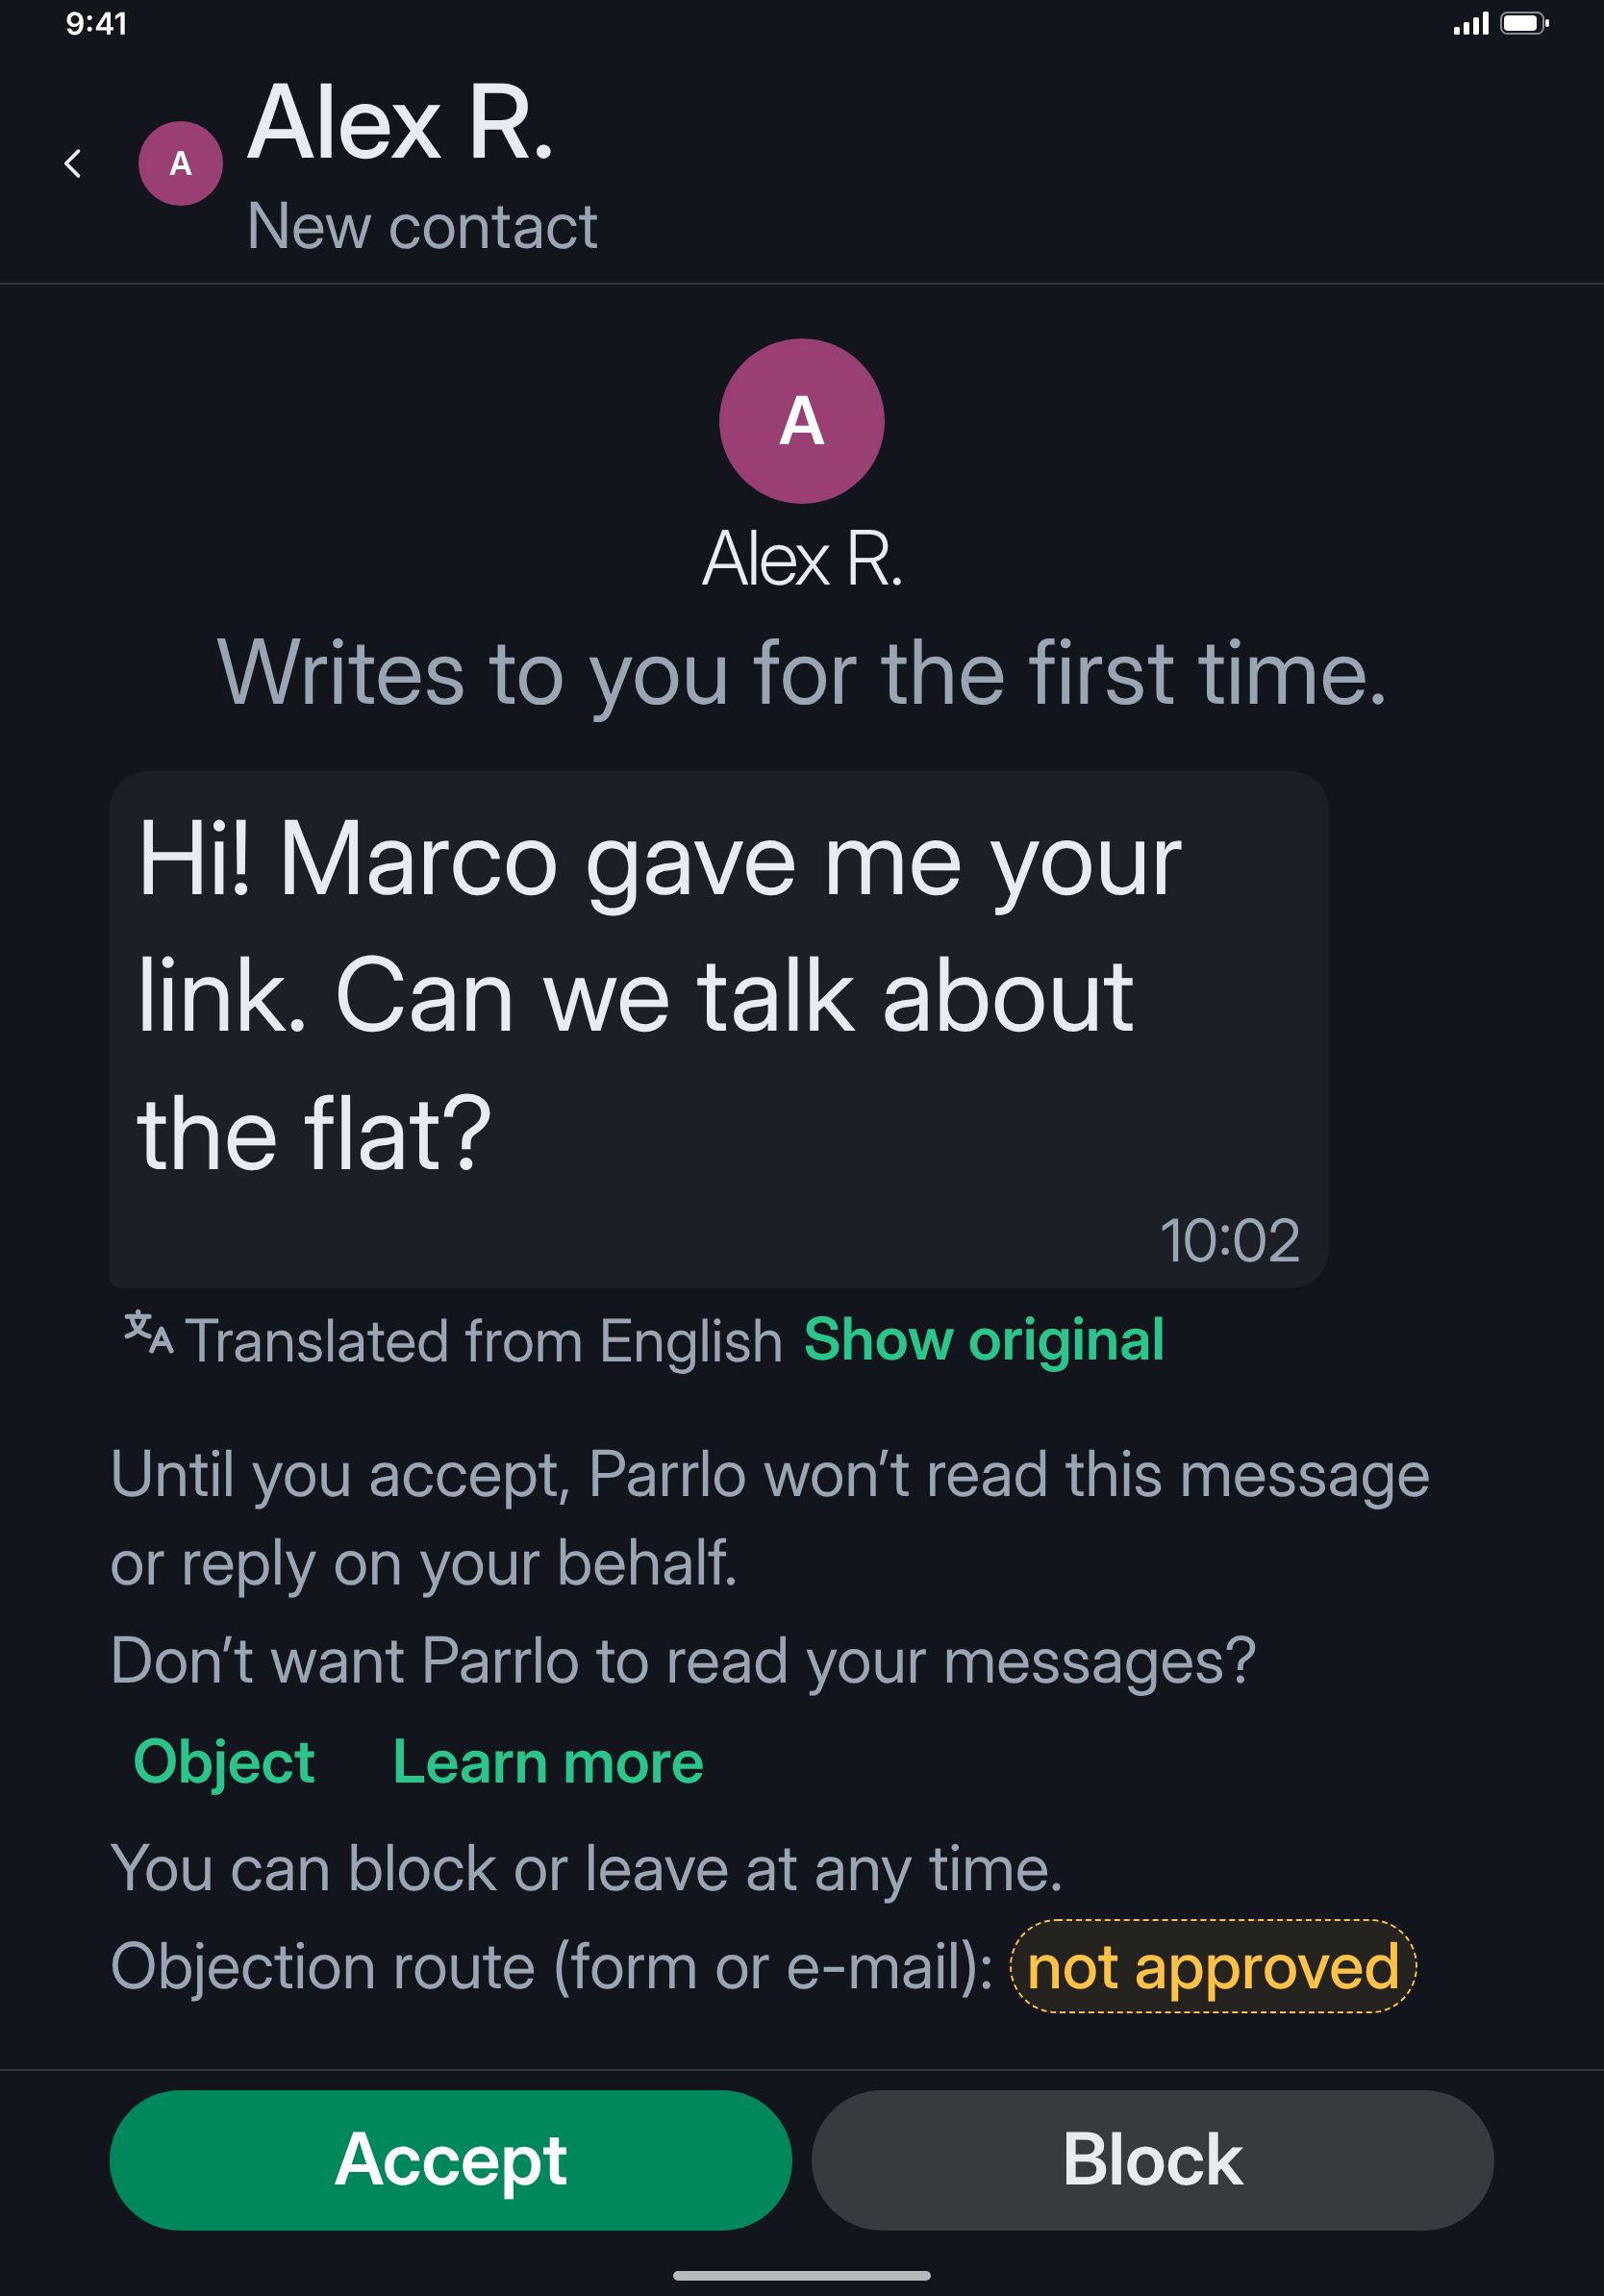 9:41
A
Alex R.
New contact
A
Alex R.
Writes to you for the first time.
Hi! Marco gave me your
link. Can we talk about
the flat?
10:02
Translated from English Show original
Until you accept, Parrlo won’t read this message
or reply on your behalf.
Don’t want Parrlo to read your messages?
Object Learn more
You can block or leave at any time.
Objection route (form or e-mail): not approved
Accept Block